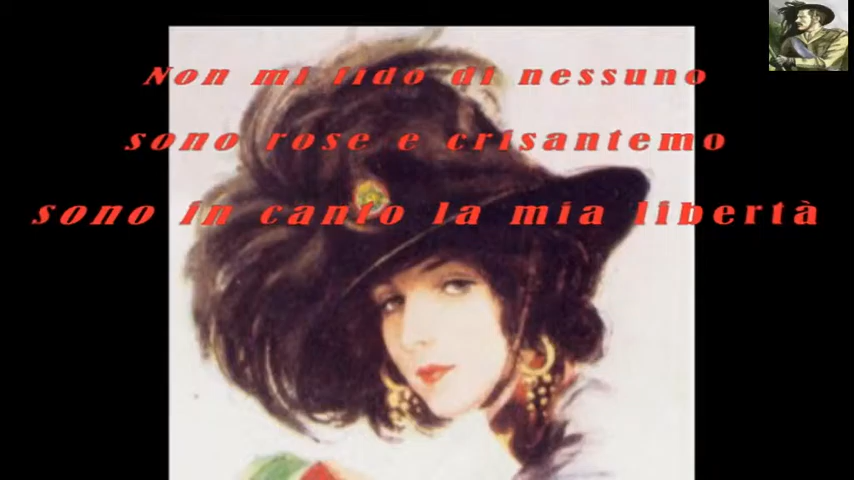 Non mi fido di nessuno
sono rose e crisantemo
sono in canto la mia libertà